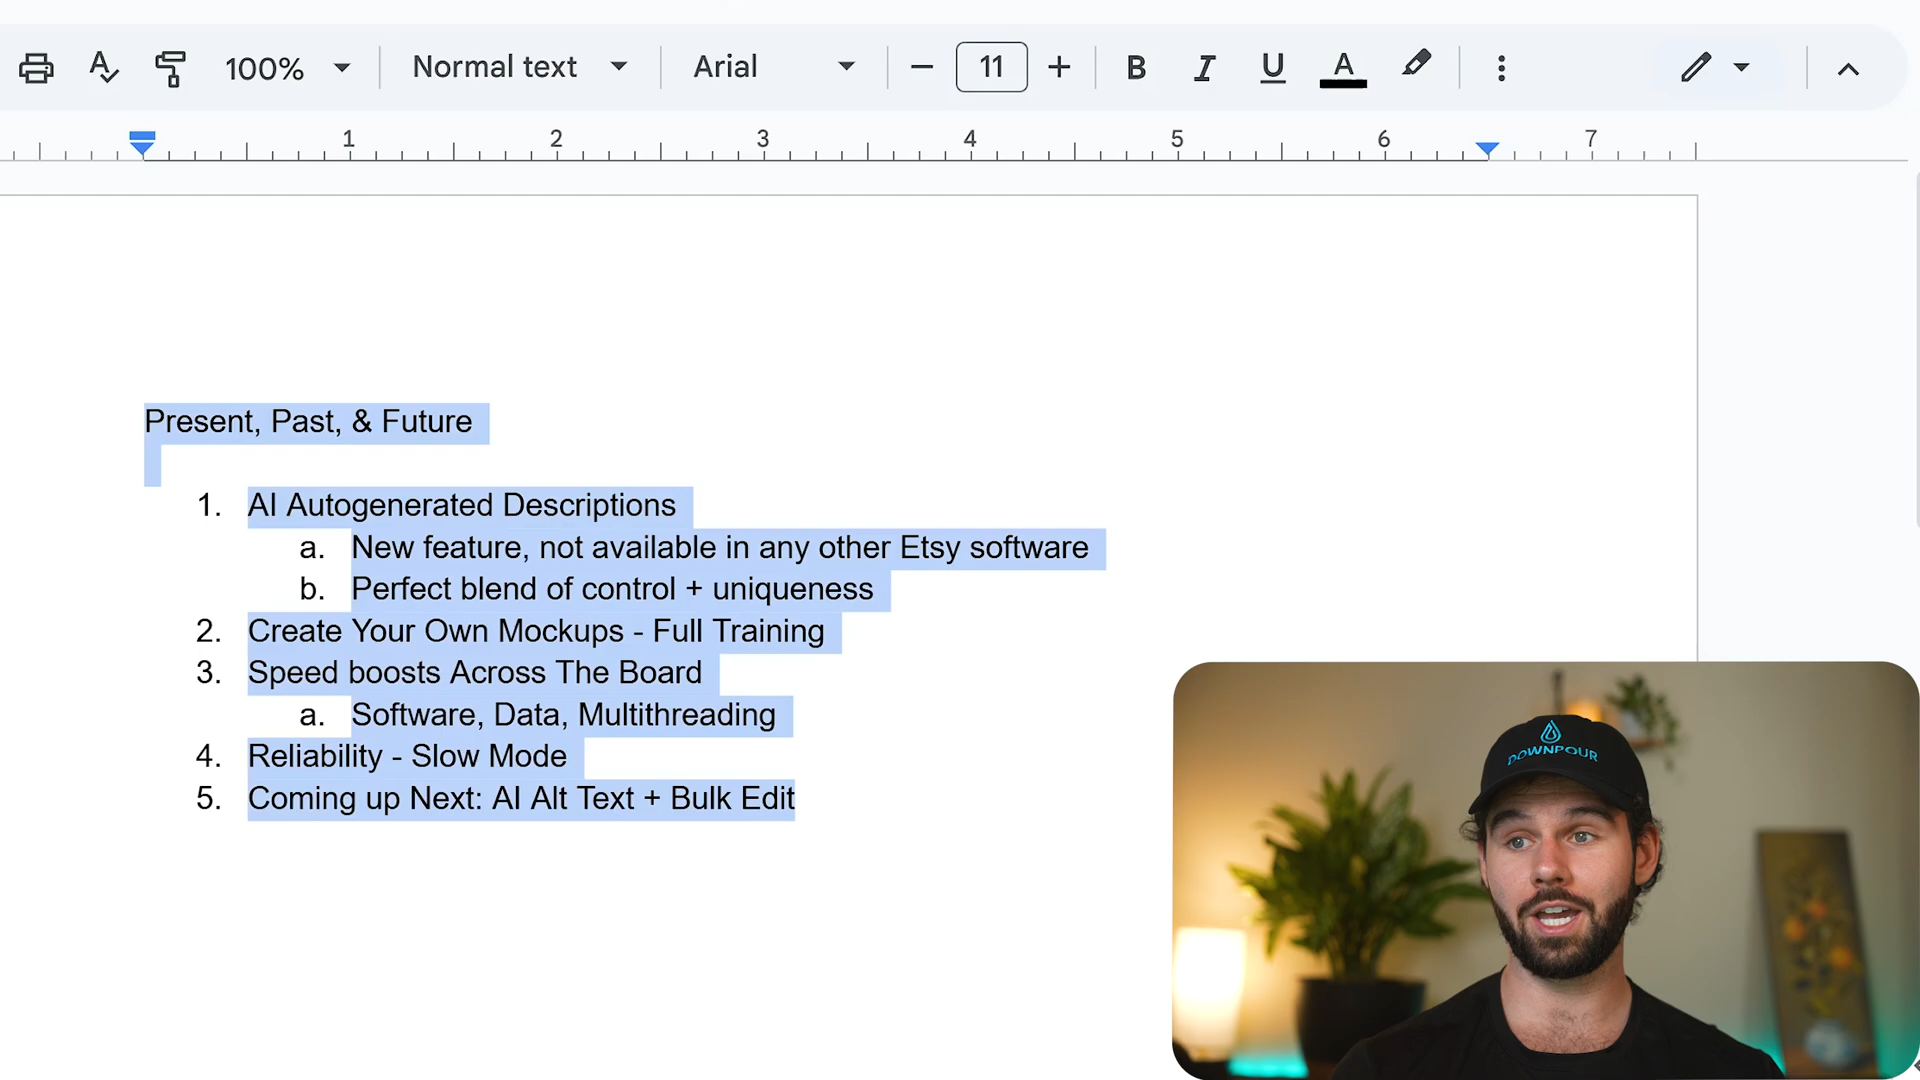 100%
Normal text
Arial
11
B
I
U
A
1
2
3
4
5
6
7
Present, Past, & Future
1. AI Autogenerated Descriptions
a. New feature, not available in any other Etsy software
b. Perfect blend of control + uniqueness
2. Create Your Own Mockups - Full Training
3. Speed boosts Across The Board
a. Software, Data, Multithreading
4. Reliability - Slow Mode
5. Coming up Next: AI Alt Text + Bulk Edit
DOWNPOUR